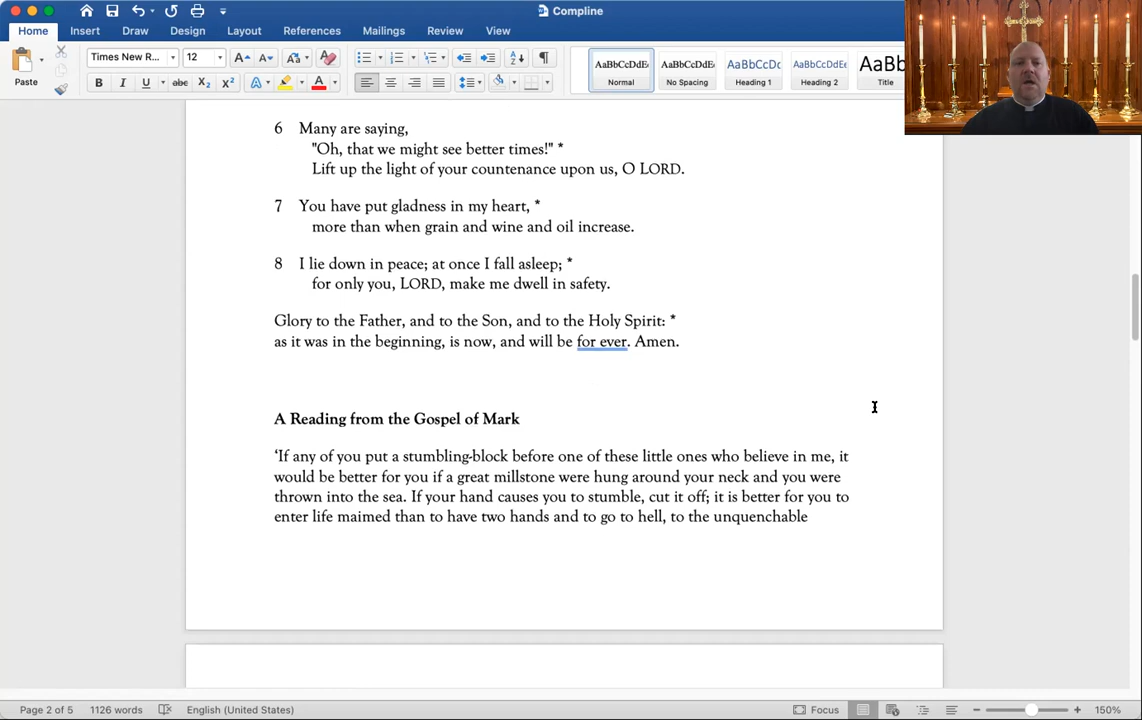 Compline
Home Insert Draw Design Layout References Mailings Review View
Paste
Times New R... 12
AaBbCcDdEe AaBbCcDdEe AaBbCcDc AaBbCcDdEe AaBbC
Normal No Spacing Heading 1 Heading 2 Title
6 Many are saying,
"Oh, that we might see better times!" *
Lift up the light of your countenance upon us, O LORD.
7 You have put gladness in my heart, *
more than when grain and wine and oil increase.
8 I lie down in peace; at once I fall asleep; *
for only you, LORD, make me dwell in safety.
Glory to the Father, and to the Son, and to the Holy Spirit: *
as it was in the beginning, is now, and will be for ever. Amen.
A Reading from the Gospel of Mark
‘If any of you put a stumbling-block before one of these little ones who believe in me, it
would be better for you if a great millstone were hung around your neck and you were
thrown into the sea. If your hand causes you to stumble, cut it off; it is better for you to
enter life maimed than to have two hands and to go to hell, to the unquenchable
Page 2 of 5 1126 words English (United States) Focus 150%